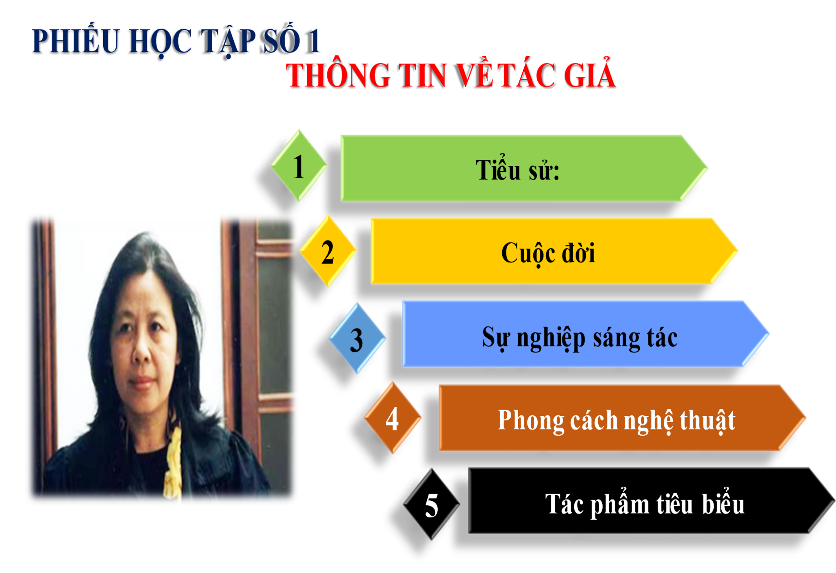 PHIẾU HỌC TẬP SỐ 1
THÔNG TIN VỀ TÁC GIẢ
1 Tiểu sử:
2 Cuộc đời
3 Sự nghiệp sáng tác
4 Phong cách nghệ thuật
5 Tác phẩm tiêu biểu